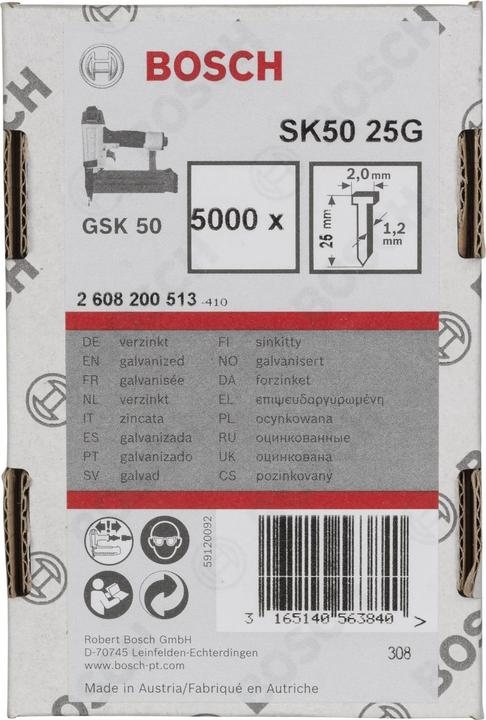 BOSCH
SK50 25G
GSK 50
5000 x
2,0 mm
25 mm
1,2 mm
2 608 200 513 -410
DE verzinkt FI sinkitty
EN galvanized NO galvanisert
FR galvanisée DA forzinket
NL verzinkt EL επιψευδαργυρωμένη
IT zincata PL ocynkowana
ES galvanizada RU оцинкованные
PT galvanizado UK оцинкована
SV galvad CS pozinkovaný
59120092
3 165140 563840 >
Robert Bosch GmbH
D-70745 Leinfelden-Echterdingen
www.bosch-pt.com
308
Made in Austria/Fabriqué en Autriche